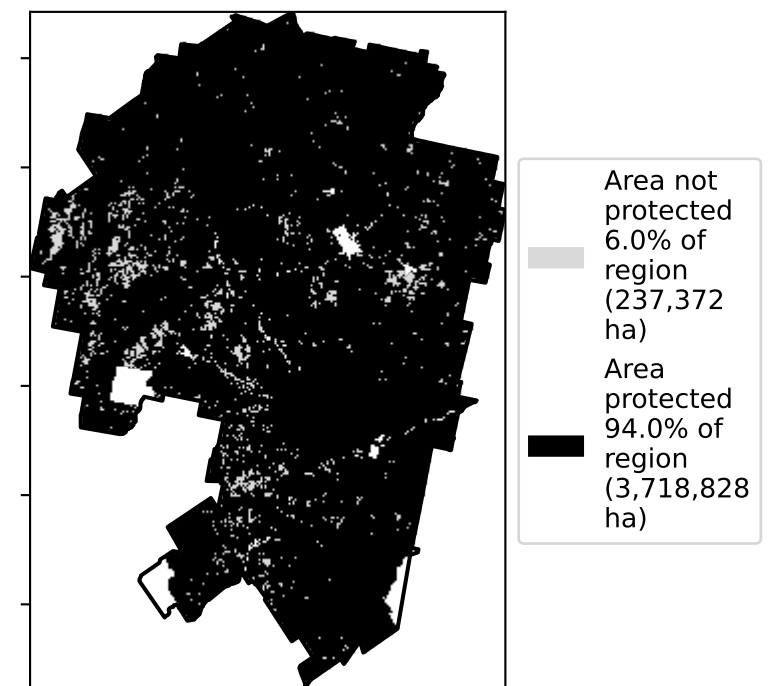 Area not
protected
6.0% of
region
(237,372
ha)
Area
protected
94.0% of
region
(3,718,828
ha)